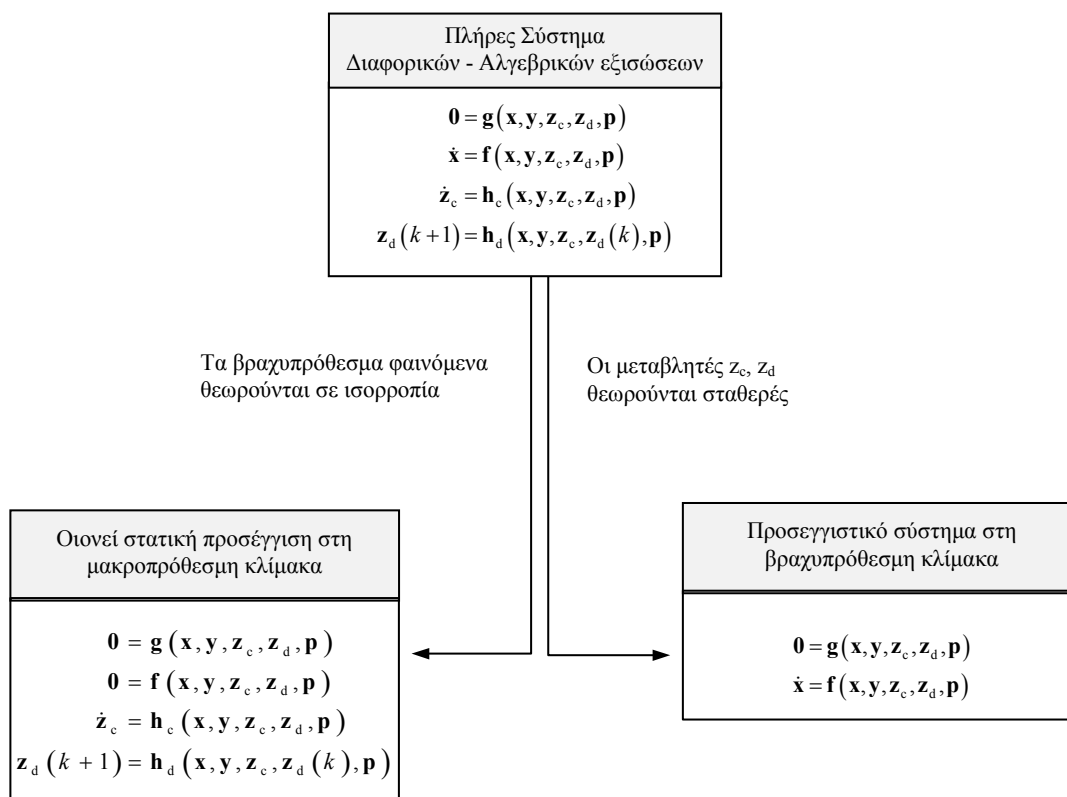 Πλήρες Σύστημα
Διαφορικών - Αλγεβρικών εξισώσεων
𝟎 = 𝐠(𝐱, 𝐲, 𝐳_c, 𝐳_d, 𝐩)
𝐱̇ = 𝐟(𝐱, 𝐲, 𝐳_c, 𝐳_d, 𝐩)
𝐳̇_c = 𝐡_c(𝐱, 𝐲, 𝐳_c, 𝐳_d, 𝐩)
𝐳_d(k+1) = 𝐡_d(𝐱, 𝐲, 𝐳_c, 𝐳_d(k), 𝐩)
Τα βραχυπρόθεσμα φαινόμενα
θεωρούνται σε ισορροπία
Οι μεταβλητές z_c, z_d
θεωρούνται σταθερές
Οιονεί στατική προσέγγιση στη
μακροπρόθεσμη κλίμακα
𝟎 = 𝐠(𝐱, 𝐲, 𝐳_c, 𝐳_d, 𝐩)
𝟎 = 𝐟(𝐱, 𝐲, 𝐳_c, 𝐳_d, 𝐩)
𝐳̇_c = 𝐡_c(𝐱, 𝐲, 𝐳_c, 𝐳_d, 𝐩)
𝐳_d(k+1) = 𝐡_d(𝐱, 𝐲, 𝐳_c, 𝐳_d(k), 𝐩)
Προσεγγιστικό σύστημα στη
βραχυπρόθεσμη κλίμακα
𝟎 = 𝐠(𝐱, 𝐲, 𝐳_c, 𝐳_d, 𝐩)
𝐱̇ = 𝐟(𝐱, 𝐲, 𝐳_c, 𝐳_d, 𝐩)